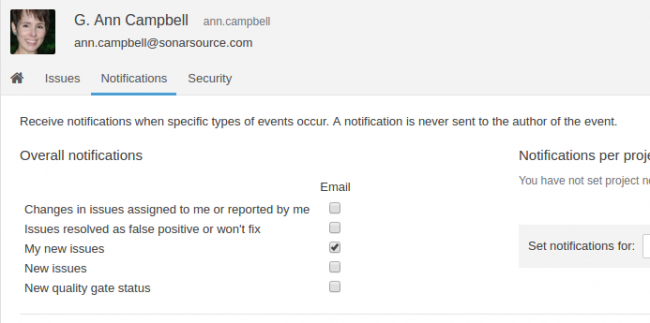 G. Ann Campbell ann.campbell
ann.campbell@sonarsource.com
Issues Notifications Security
Receive notifications when specific types of events occur. A notification is never sent to the author of the event.
Overall notifications
Email
Changes in issues assigned to me or reported by me
Issues resolved as false positive or won't fix
My new issues
New issues
New quality gate status
Notifications per proje
You have not set project no
Set notifications for: